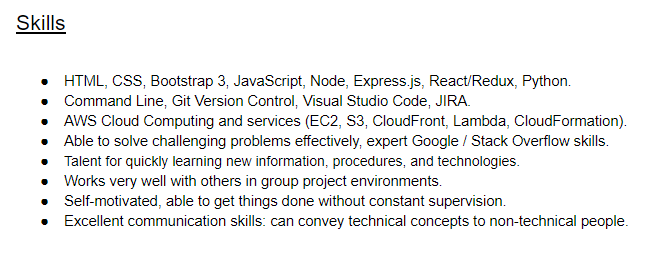 Skills
● HTML, CSS, Bootstrap 3, JavaScript, Node, Express.js, React/Redux, Python.
● Command Line, Git Version Control, Visual Studio Code, JIRA.
● AWS Cloud Computing and services (EC2, S3, CloudFront, Lambda, CloudFormation).
● Able to solve challenging problems effectively, expert Google / Stack Overflow skills.
● Talent for quickly learning new information, procedures, and technologies.
● Works very well with others in group project environments.
● Self-motivated, able to get things done without constant supervision.
● Excellent communication skills: can convey technical concepts to non-technical people.